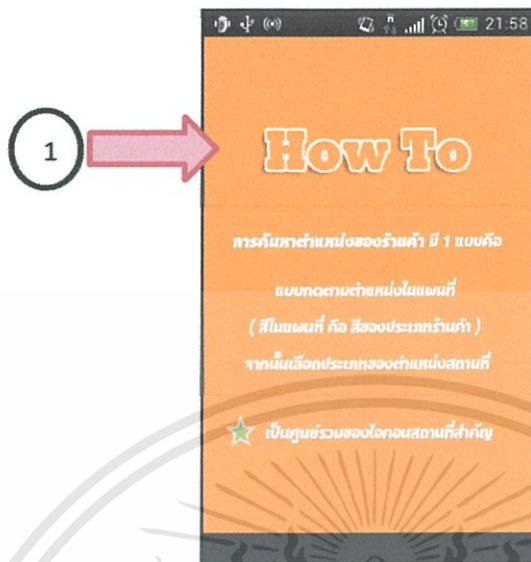 21:58
1
How To
การค้นหาตำแหน่งของร้านค้า มี 1 แบบคือ
แบบกดตามตำแหน่งในแผนที่
( สีในแผนที่ คือ สีของประเภทร้านค้า )
จากนั้นเลือกประเภทของตำแหน่งสถานที่
เป็นศูนย์รวมของไอคอนสถานที่สำคัญ